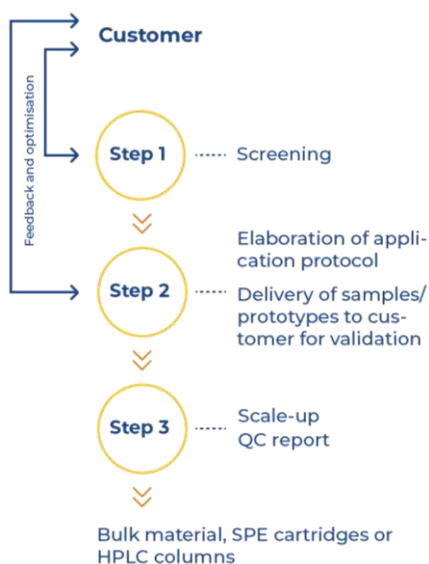 Customer
Feedback and optimisation
Step 1
Screening
Elaboration of appli-
cation protocol
Step 2
Delivery of samples/
prototypes to cus-
tomer for validation
Step 3
Scale-up
QC report
Bulk material, SPE cartridges or
HPLC columns